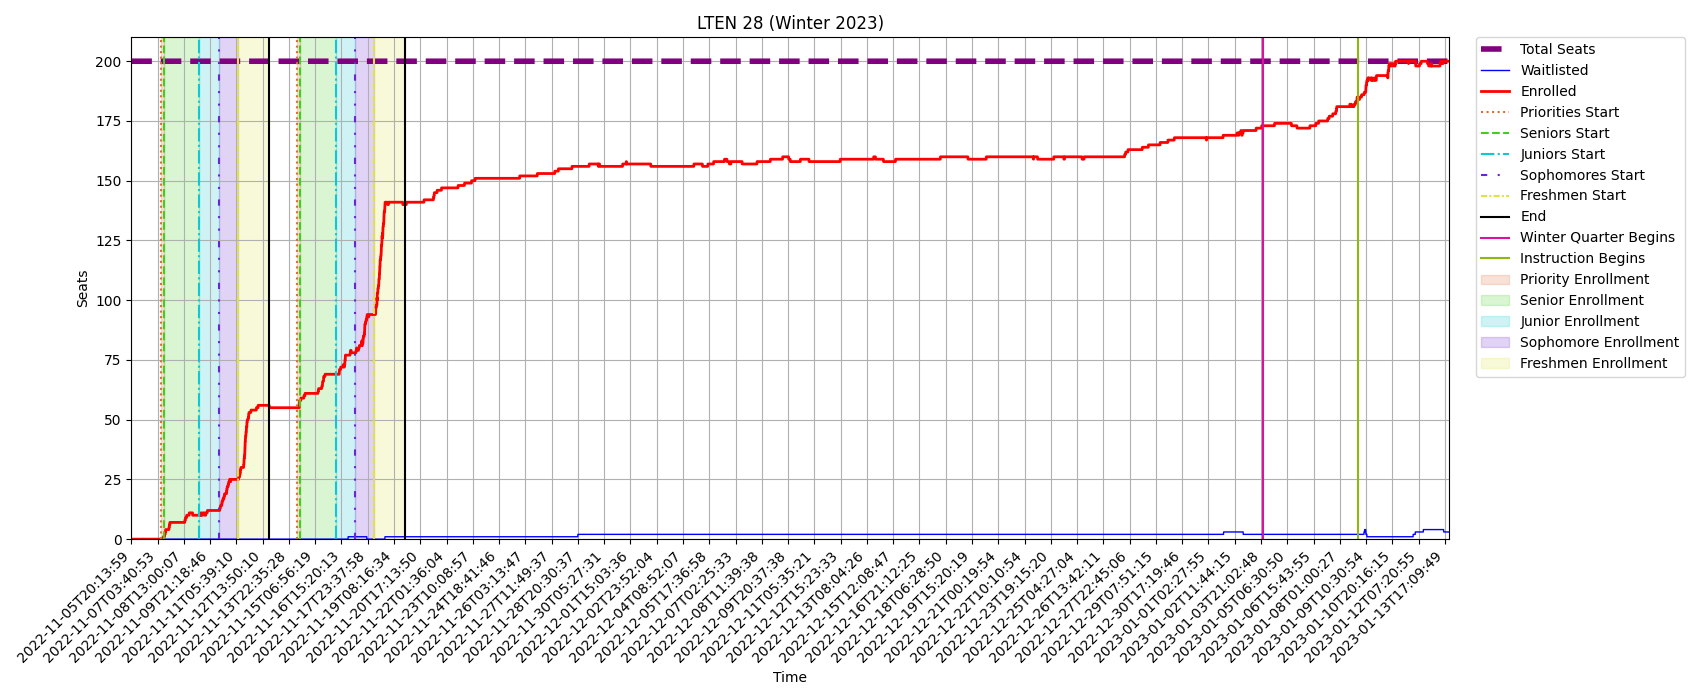 LTEN 28 (Winter 2023)
Seats
200
175
150
125
100
75
50
25
0
2022-11-05T20:13:59
2022-11-07T03:40:53
2022-11-08T13:00:07
2022-11-09T21:18:46
2022-11-11T05:39:10
2022-11-12T13:50:10
2022-11-13T22:35:28
2022-11-15T06:56:19
2022-11-16T15:20:13
2022-11-17T23:37:58
2022-11-19T08:16:34
2022-11-20T17:13:50
2022-11-22T01:36:04
2022-11-23T10:08:57
2022-11-24T18:41:46
2022-11-26T03:13:47
2022-11-27T11:49:37
2022-11-28T20:30:37
2022-11-30T05:27:31
2022-12-01T15:03:36
2022-12-02T23:52:04
2022-12-04T08:52:07
2022-12-05T17:36:58
2022-12-07T02:25:33
2022-12-08T11:39:38
2022-12-09T20:37:38
2022-12-11T05:35:21
2022-12-12T15:23:33
2022-12-13T08:04:26
2022-12-15T12:08:47
2022-12-16T21:12:25
2022-12-18T06:28:50
2022-12-19T15:20:19
2022-12-21T00:19:54
2022-12-22T10:10:54
2022-12-23T19:15:20
2022-12-25T04:27:04
2022-12-26T13:42:11
2022-12-27T22:45:06
2022-12-29T07:51:15
2022-12-30T17:19:46
2023-01-01T02:27:55
2023-01-02T11:44:15
2023-01-03T21:02:48
2023-01-05T06:30:50
2023-01-06T15:43:55
2023-01-08T01:00:27
2023-01-09T10:30:54
2023-01-10T20:16:15
2023-01-12T07:20:55
2023-01-13T17:09:49
Time
Total Seats
Waitlisted
Enrolled
Priorities Start
Seniors Start
Juniors Start
Sophomores Start
Freshmen Start
End
Winter Quarter Begins
Instruction Begins
Priority Enrollment
Senior Enrollment
Junior Enrollment
Sophomore Enrollment
Freshmen Enrollment